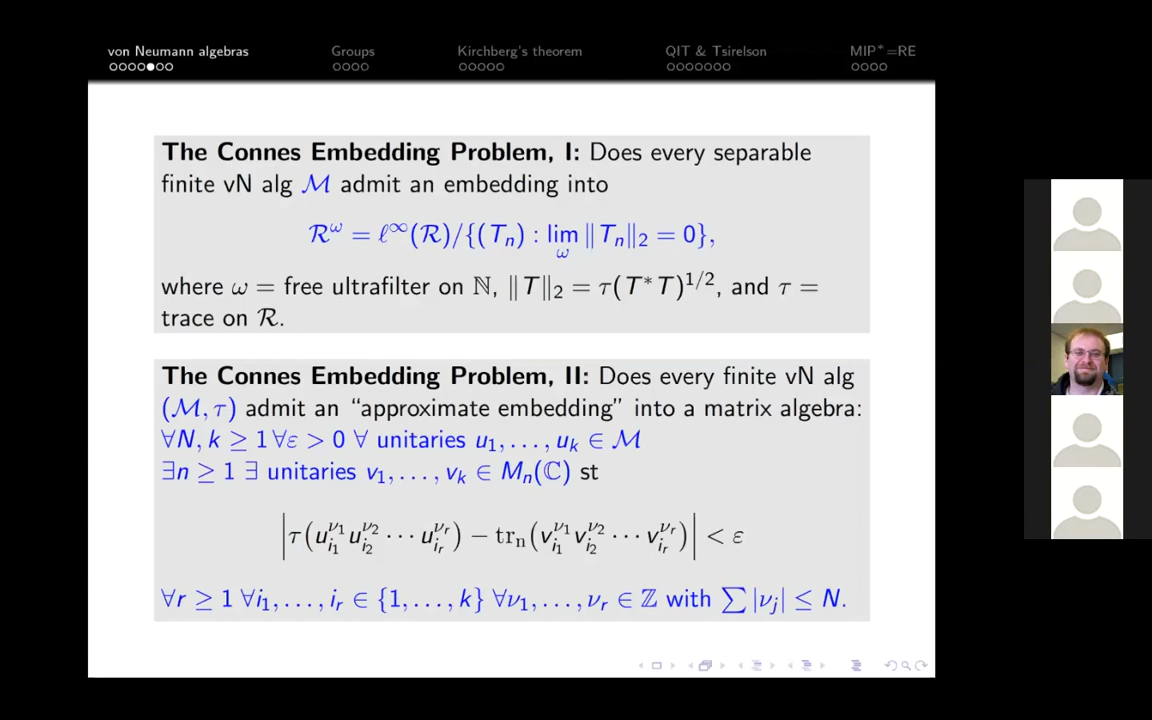 von Neumann algebras Groups Kirchberg's theorem QIT & Tsirelson MIP*=RE
The Connes Embedding Problem, I: Does every separable
finite vN alg ℳ admit an embedding into
ℛ^ω = ℓ^∞(ℛ)/{(T_n) : lim_ω ‖T_n‖_2 = 0},
where ω = free ultrafilter on ℕ, ‖T‖_2 = τ(T*T)^{1/2}, and τ =
trace on ℛ.
The Connes Embedding Problem, II: Does every finite vN alg
(ℳ, τ) admit an “approximate embedding” into a matrix algebra:
∀N, k ≥ 1 ∀ε > 0 ∀ unitaries u_1, . . . , u_k ∈ ℳ
∃n ≥ 1 ∃ unitaries v_1, . . . , v_k ∈ M_n(ℂ) st
|τ(u_{i_1}^{ν_1} u_{i_2}^{ν_2} · · · u_{i_r}^{ν_r}) − tr_n(v_{i_1}^{ν_1} v_{i_2}^{ν_2} · · · v_{i_r}^{ν_r})| < ε
∀r ≥ 1 ∀i_1, . . . , i_r ∈ {1, . . . , k} ∀ν_1, . . . , ν_r ∈ ℤ with ∑ |ν_j| ≤ N.